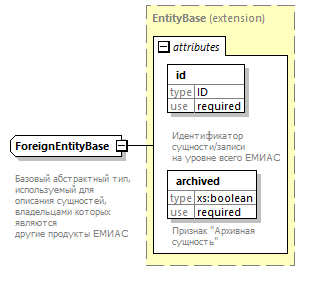 EntityBase (extension)
attributes
id
type ID
use required
Идентификатор
сущности/записи
на уровне всего ЕМИАС
ForeignEntityBase
Базовый абстрактный тип,
используемый для
описания сущностей,
владельцами которых
являются
другие продукты ЕМИАС
archived
type xs:boolean
use required
Признак "Архивная
сущность"